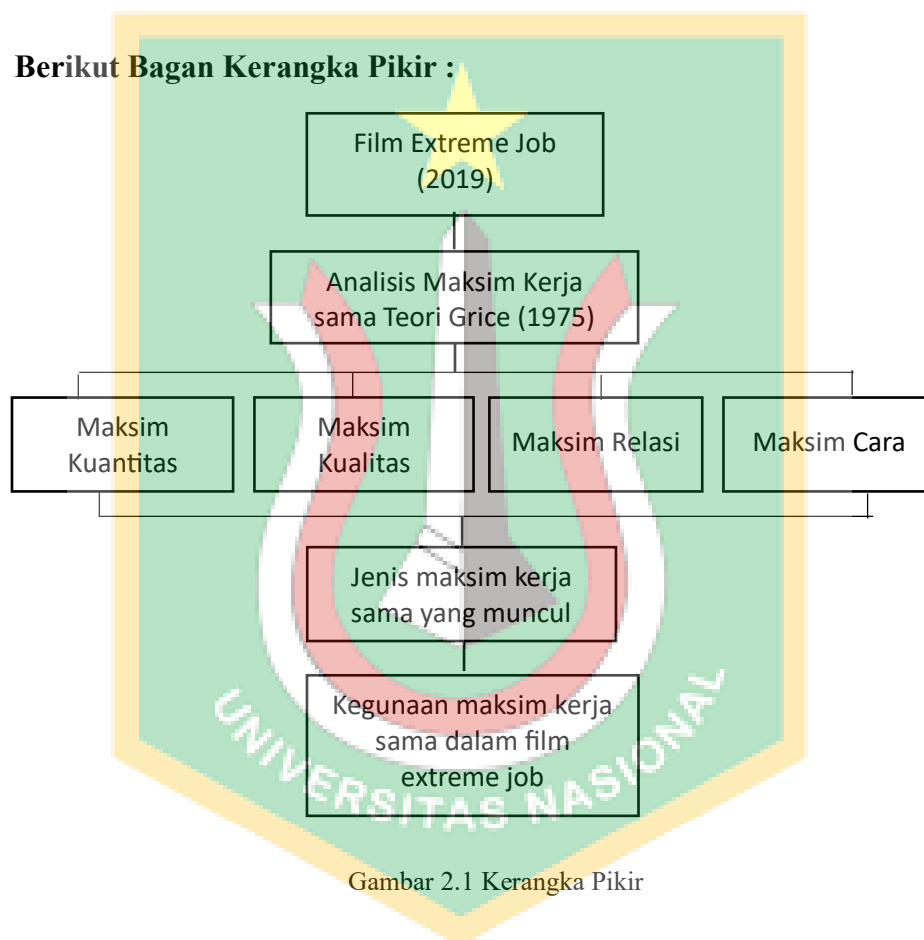 Berikut Bagan Kerangka Pikir :
Film Extreme Job
(2019)
Analisis Maksim Kerja
sama Teori Grice (1975)
Maksim
Kuantitas
Maksim
Kualitas
Maksim Relasi
Maksim Cara
Jenis maksim kerja
sama yang muncul
Kegunaan maksim kerja
sama dalam film
extreme job
UNIVERSITAS NASIONAL
Gambar 2.1 Kerangka Pikir